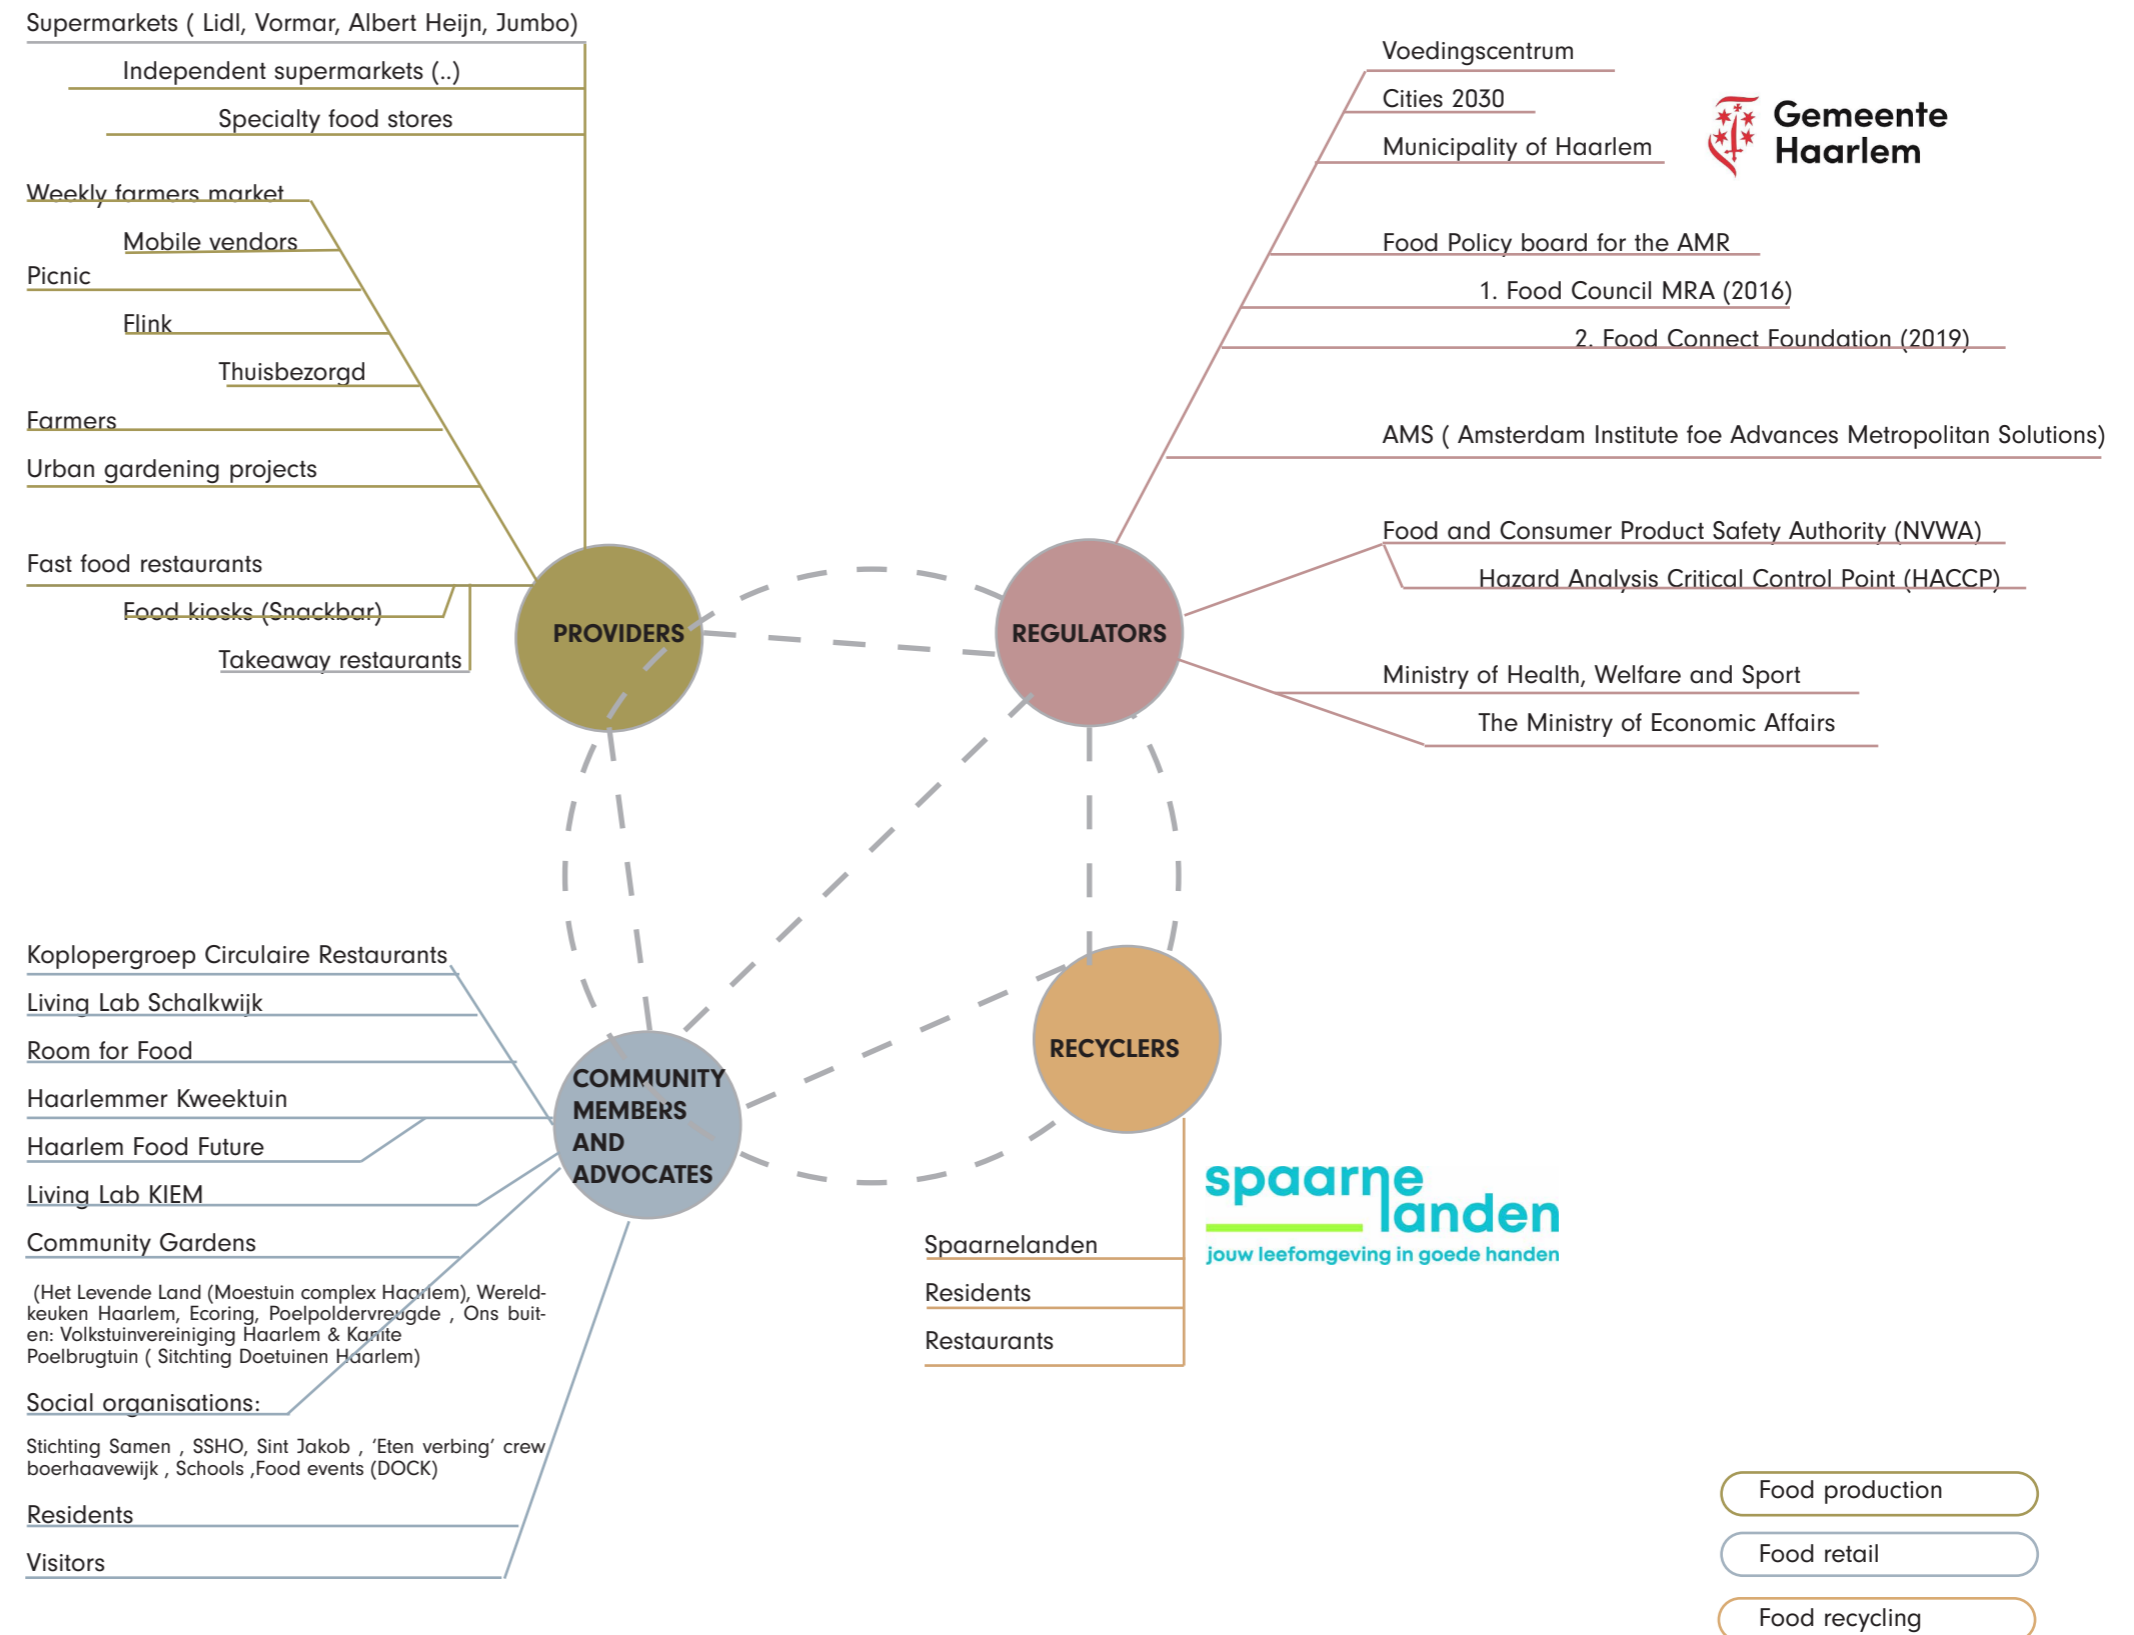 Supermarkets ( Lidl, Vormar, Albert Heijn, Jumbo)
Independent supermarkets (..)
Specialty food stores
Weekly farmers market
Mobile vendors
Picnic
Flink
Thuisbezorgd
Farmers
Urban gardening projects
Fast food restaurants
Food kiosks (Snackbar)
Takeaway restaurants
PROVIDERS
Voedingscentrum
Cities 2030
Municipality of Haarlem
Gemeente
Haarlem
Food Policy board for the AMR
1. Food Council MRA (2016)
2. Food Connect Foundation (2019)
AMS ( Amsterdam Institute foe Advances Metropolitan Solutions)
Food and Consumer Product Safety Authority (NVWA)
Hazard Analysis Critical Control Point (HACCP)
Ministry of Health, Welfare and Sport
The Ministry of Economic Affairs
REGULATORS
Koplopergroep Circulaire Restaurants
Living Lab Schalkwijk
Room for Food
Haarlemmer Kweektuin
Haarlem Food Future
Living Lab KIEM
Community Gardens
(Het Levende Land (Moestuin complex Haarlem), Wereld-
keuken Haarlem, Ecoring, Poelpoldervreugde , Ons buit-
en: Volkstuinvereiniging Haarlem & Kanite
Poelbrugtuin ( Sitchting Doetuinen Haarlem)
Social organisations:
Stichting Samen , SSHO, Sint Jakob , ‘Eten verbing’ crew
boerhaavewijk , Schools ,Food events (DOCK)
Residents
Visitors
COMMUNITY
MEMBERS
AND
ADVOCATES
RECYCLERS
Spaarnelanden
Residents
Restaurants
spaarne
landen
jouw leefomgeving in goede handen
Food production
Food retail
Food recycling